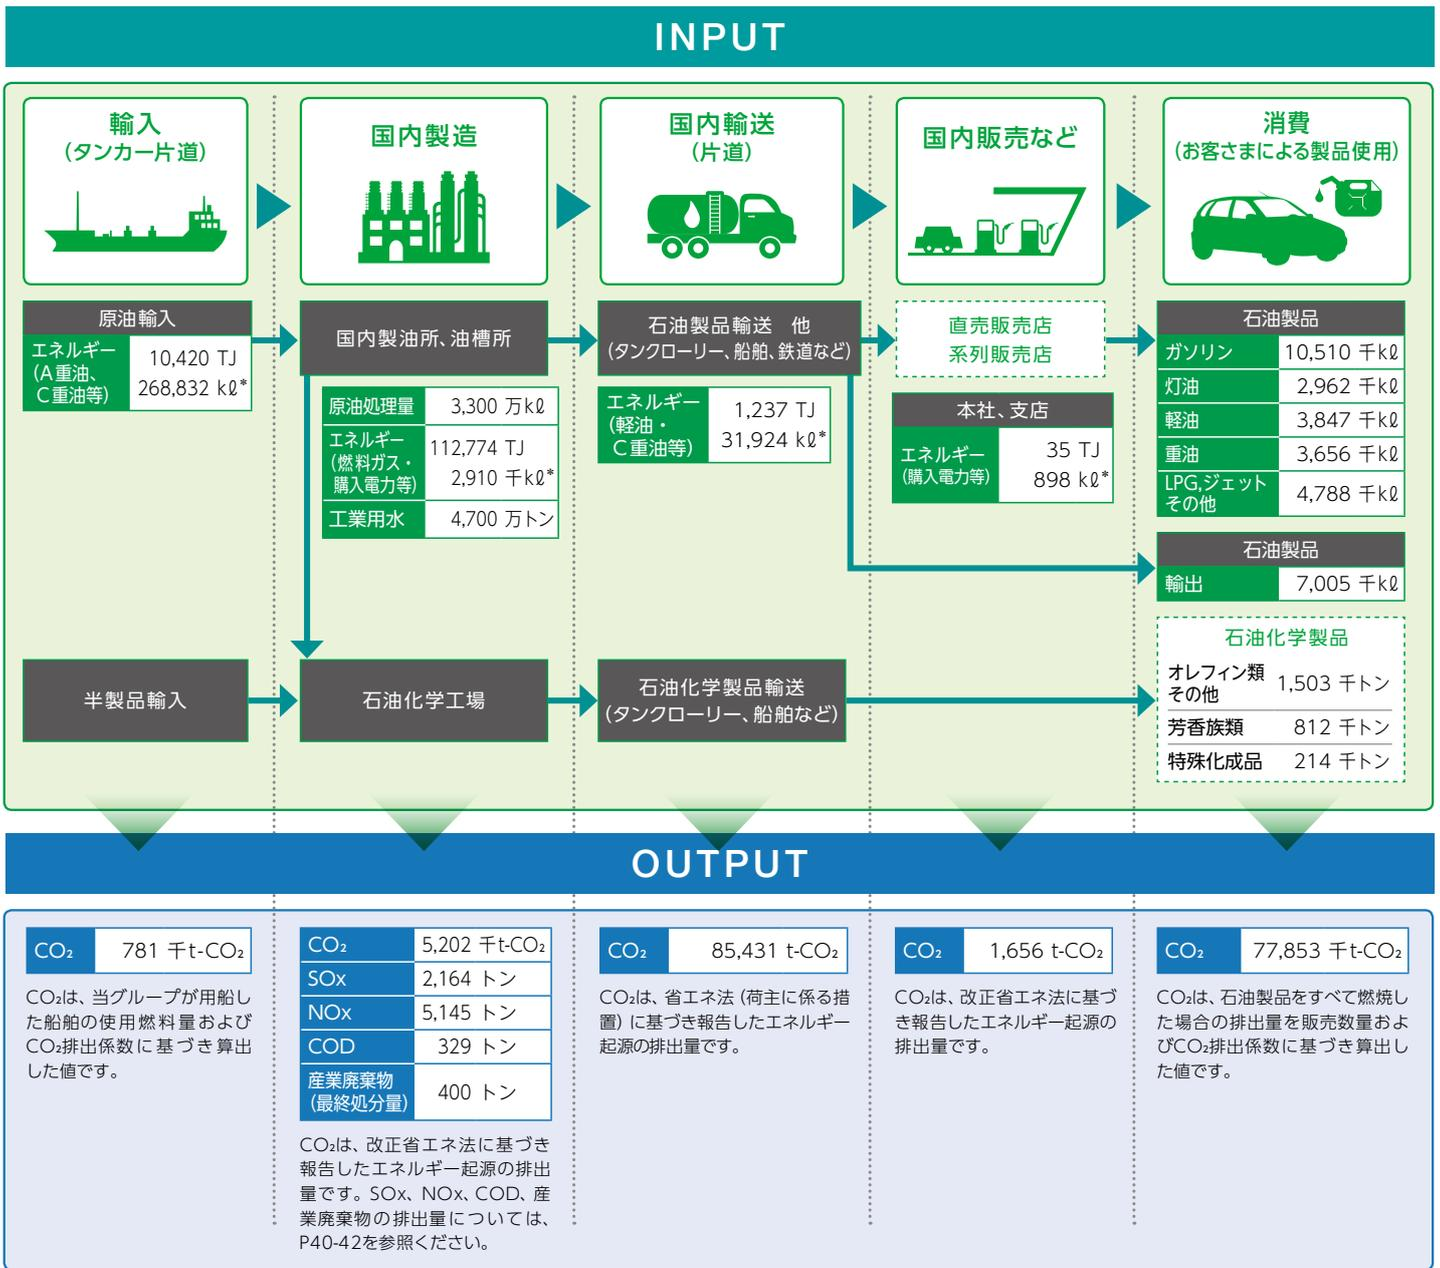 INPUT
輸入
(タンカー片道)
国内製造
国内輸送
(片道)
国内販売など
消費
(お客さまによる製品使用)
原油輸入
エネルギー
(A重油、
C重油等)
10,420 TJ
268,832 kℓ*
国内製油所、油槽所
原油処理量
3,300 万kℓ
エネルギー
(燃料ガス・
購入電力等)
112,774 TJ
2,910 千kℓ*
工業用水
4,700 万トン
石油製品輸送 他
(タンクローリー、船舶、鉄道など)
エネルギー
(軽油・
C重油等)
1,237 TJ
31,924 kℓ*
直売販売店
系列販売店
本社、支店
エネルギー
(購入電力等)
35 TJ
898 kℓ*
石油製品
ガソリン
10,510 千kℓ
灯油
2,962 千kℓ
軽油
3,847 千kℓ
重油
3,656 千kℓ
LPG,ジェット
その他
4,788 千kℓ
石油製品
輸出
7,005 千kℓ
半製品輸入
石油化学工場
石油化学製品輸送
(タンクローリー、船舶など)
石油化学製品
オレフィン類
その他
1,503 千トン
芳香族類
812 千トン
特殊化成品
214 千トン
OUTPUT
CO₂
781 千t-CO₂
CO₂は、当グループが用船し
た船舶の使用燃料量および
CO₂排出係数に基づき算出
した値です。
CO₂
5,202 千t-CO₂
SOx
2,164 トン
NOx
5,145 トン
COD
329 トン
産業廃棄物
(最終処分量)
400 トン
CO₂は、改正省エネ法に基づき
報告したエネルギー起源の排出
量です。SOx、NOx、COD、産
業廃棄物の排出量については、
P40-42を参照ください。
CO₂
85,431 t-CO₂
CO₂は、省エネ法(荷主に係る措
置)に基づき報告したエネルギー
起源の排出量です。
CO₂
1,656 t-CO₂
CO₂は、改正省エネ法に基づ
き報告したエネルギー起源の
排出量です。
CO₂
77,853 千t-CO₂
CO₂は、石油製品をすべて燃焼し
た場合の排出量を販売数量およ
びCO₂排出係数に基づき算出し
た値です。